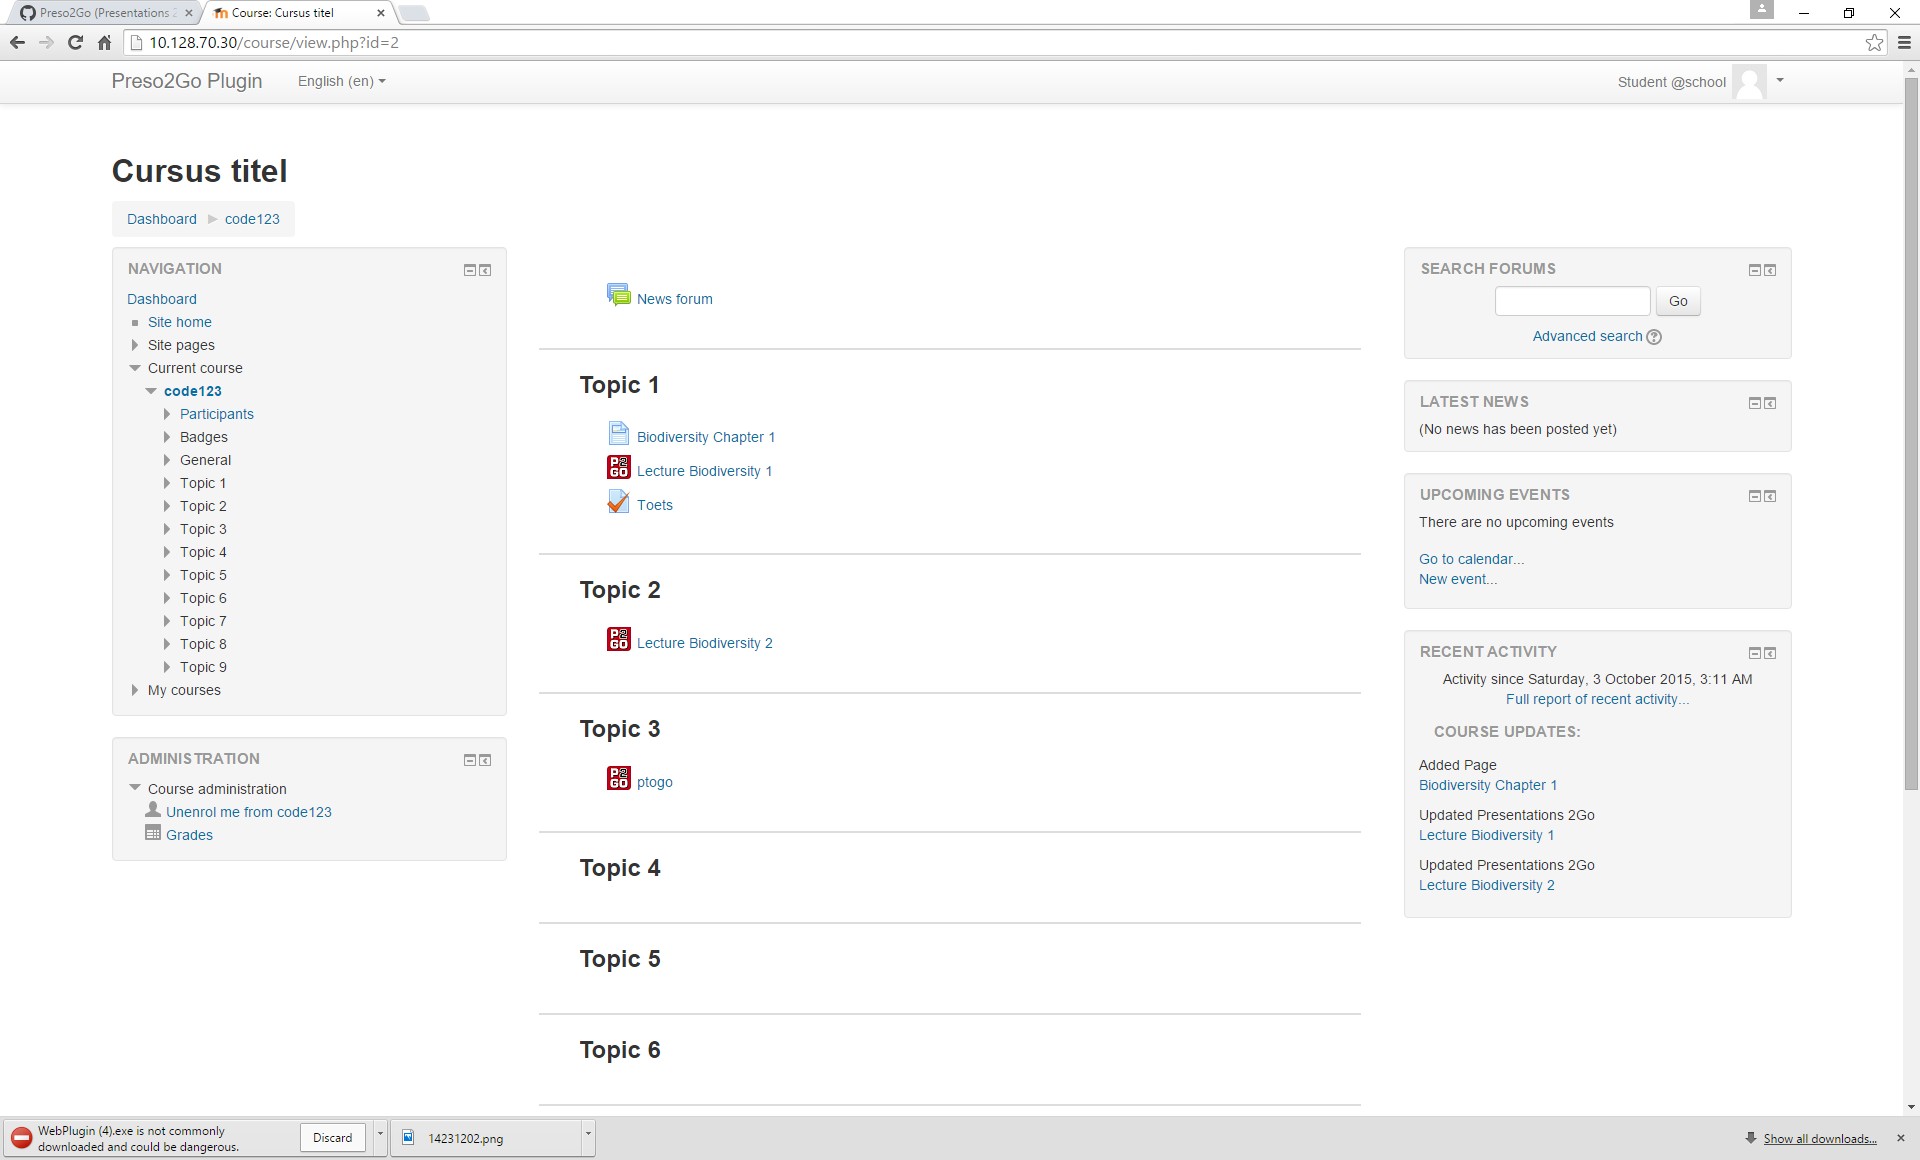 Preso2Go (Presentations 2
Course: Cursus titel
10.128.70.30/course/view.php?id=2
Preso2Go Plugin
English (en)
Student @school
Cursus titel
Dashboard
code123
NAVIGATION
Dashboard
Site home
Site pages
Current course
code123
Participants
Badges
General
Topic 1
Topic 2
Topic 3
Topic 4
Topic 5
Topic 6
Topic 7
Topic 8
Topic 9
My courses
ADMINISTRATION
Course administration
Unenrol me from code123
Grades
News forum
Topic 1
Biodiversity Chapter 1
P2GO Lecture Biodiversity 1
Toets
Topic 2
P2GO Lecture Biodiversity 2
Topic 3
P2GO ptogo
Topic 4
Topic 5
Topic 6
SEARCH FORUMS
Go
Advanced search ?
LATEST NEWS
(No news has been posted yet)
UPCOMING EVENTS
There are no upcoming events
Go to calendar...
New event...
RECENT ACTIVITY
Activity since Saturday, 3 October 2015, 3:11 AM
Full report of recent activity...
COURSE UPDATES:
Added Page
Biodiversity Chapter 1
Updated Presentations 2Go
Lecture Biodiversity 1
Updated Presentations 2Go
Lecture Biodiversity 2
WebPlugin (4).exe is not commonly
downloaded and could be dangerous.
Discard
14231202.png
Show all downloads...